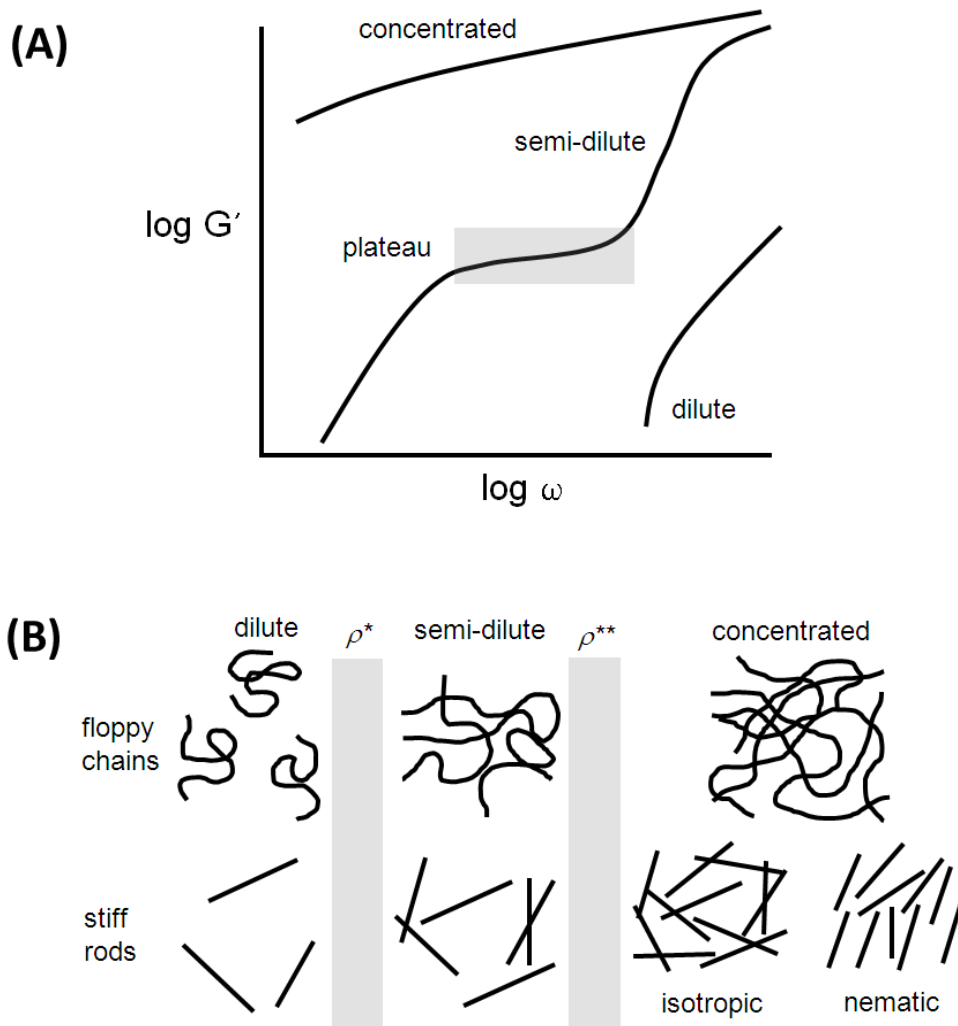 (A)
concentrated
semi-dilute
log G′
plateau
dilute
log ω
(B)
dilute
ρ*
semi-dilute
ρ**
concentrated
floppy
chains
stiff
rods
isotropic
nematic